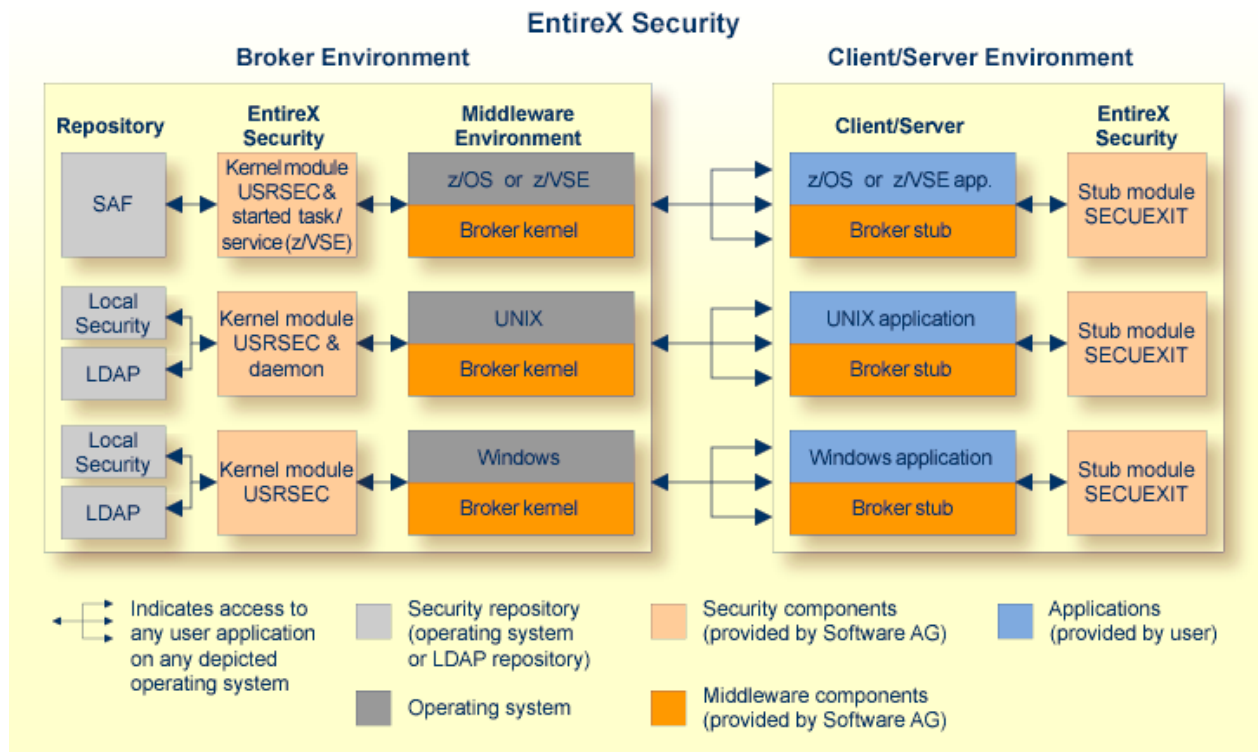 EntireX Security
Broker Environment
Client/Server Environment
Repository
EntireX
Security
Middleware
Environment
Client/Server
EntireX
Security
SAF
Kernel module
USRSEC &
started task/
service (z/VSE)
z/OS or z/VSE
Broker kernel
z/OS or z/VSE app.
Broker stub
Stub module
SECUEXIT
Local
Security
LDAP
Kernel module
USRSEC &
daemon
UNIX
Broker kernel
UNIX application
Broker stub
Stub module
SECUEXIT
Local
Security
LDAP
Kernel module
USRSEC
Windows
Broker kernel
Windows application
Broker stub
Stub module
SECUEXIT
Indicates access to
any user application
on any depicted
operating system
Security repository
(operating system
or LDAP repository)
Operating system
Security components
(provided by Software AG)
Middleware components
(provided by Software AG)
Applications
(provided by user)